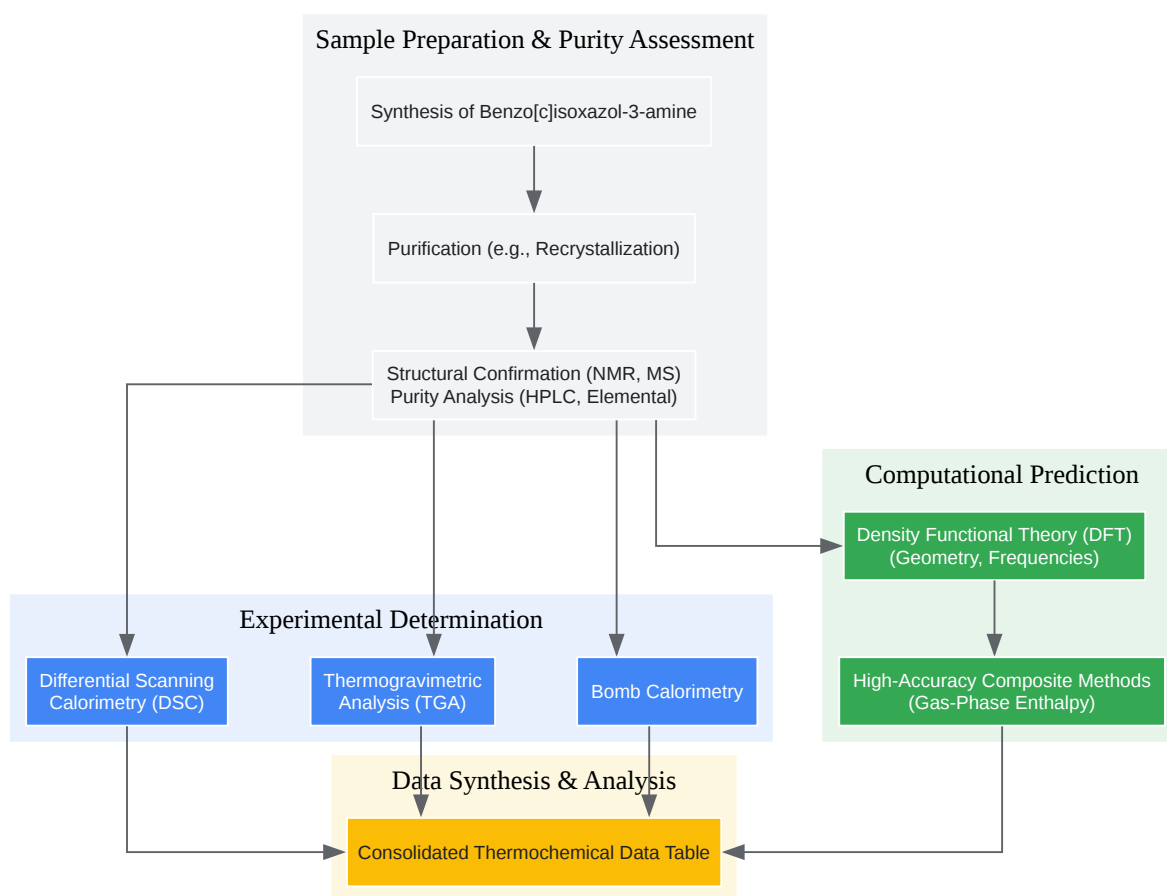 Sample Preparation & Purity Assessment
Synthesis of Benzo[c]isoxazol-3-amine
Purification (e.g., Recrystallization)
Structural Confirmation (NMR, MS)
Purity Analysis (HPLC, Elemental)
Computational Prediction
Density Functional Theory (DFT)
(Geometry, Frequencies)
Experimental Determination
Differential Scanning
Calorimetry (DSC)
Thermogravimetric
Analysis (TGA)
Bomb Calorimetry
High-Accuracy Composite Methods
(Gas-Phase Enthalpy)
Data Synthesis & Analysis
Consolidated Thermochemical Data Table